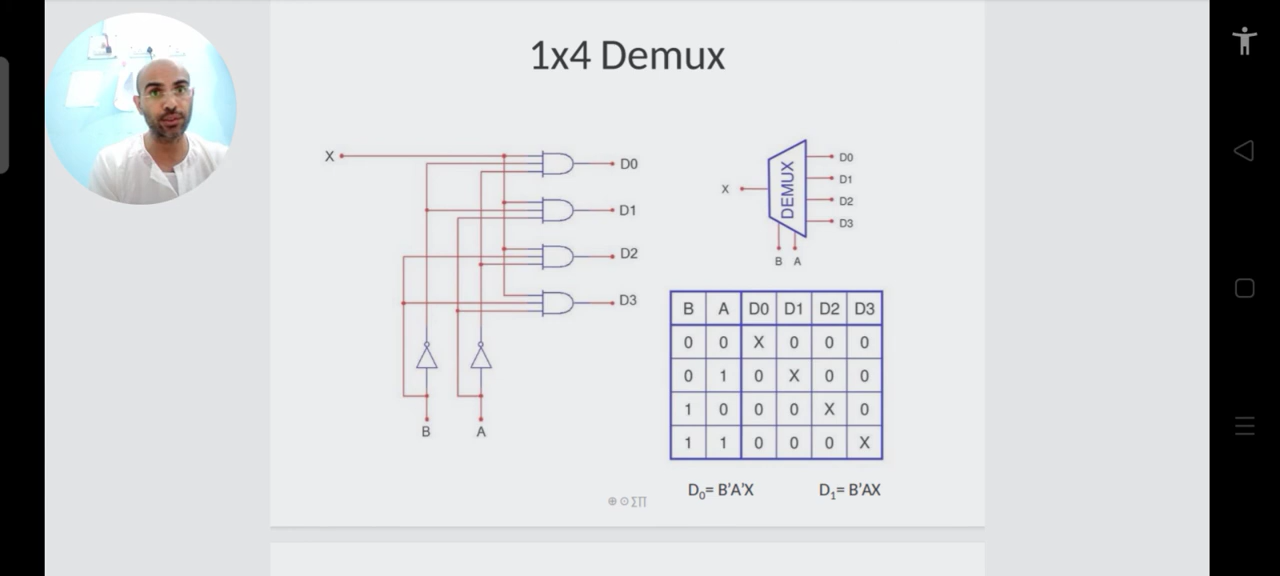 1x4 Demux
X
D0
D1
D2
D3
B A
X
DEMUX
D0
D1
D2
D3
B A
B A D0 D1 D2 D3
0 0 X 0 0 0
0 1 0 X 0 0
1 0 0 0 X 0
1 1 0 0 0 X
D₀= B'A'X D₁= B'AX
⊕⊙∑∏